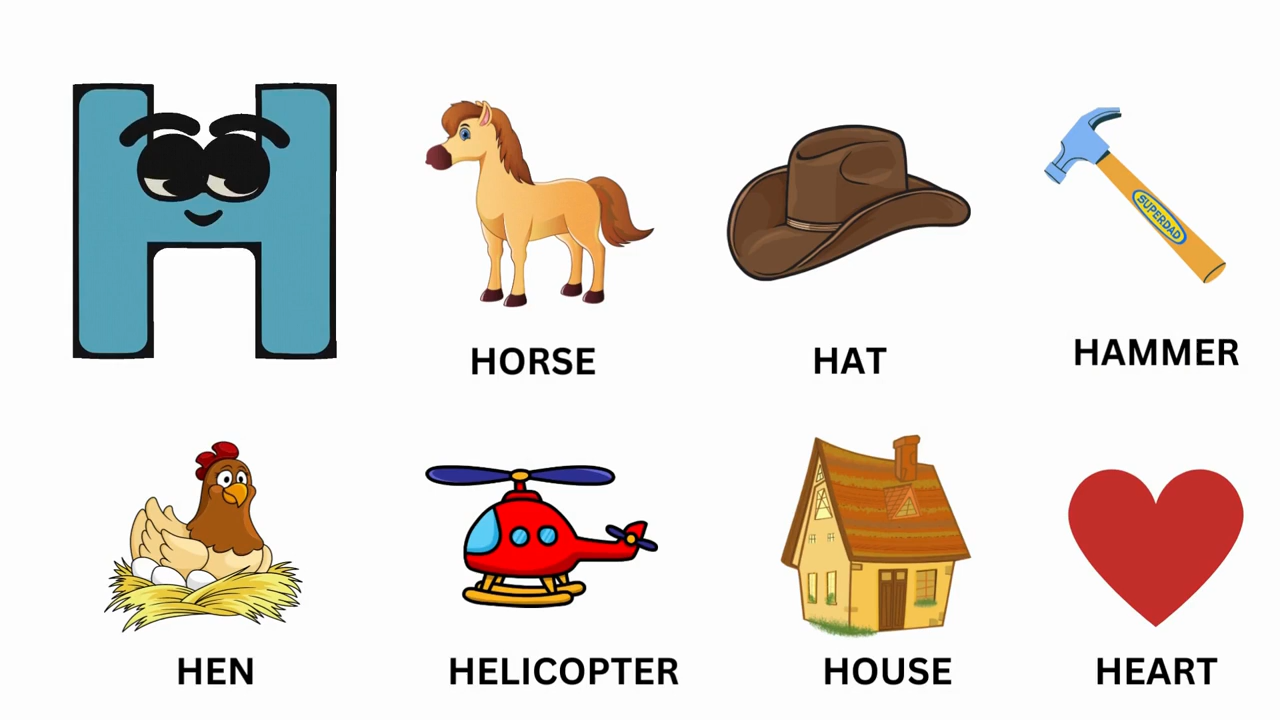 H
HORSE
HAT
SUPERDAD
HAMMER
HEN
HELICOPTER
HOUSE
HEART